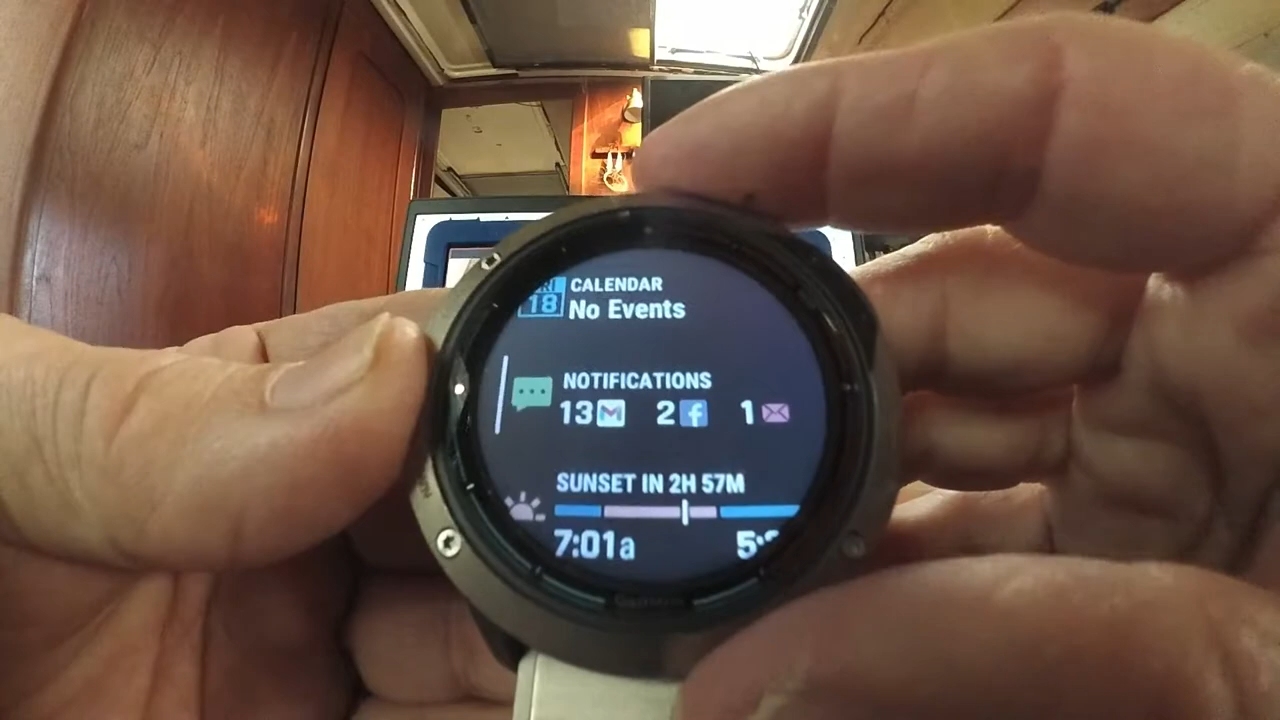 18
CALENDAR
No Events
NOTIFICATIONS
13 2 1
SUNSET IN 2H 57M
7:01a